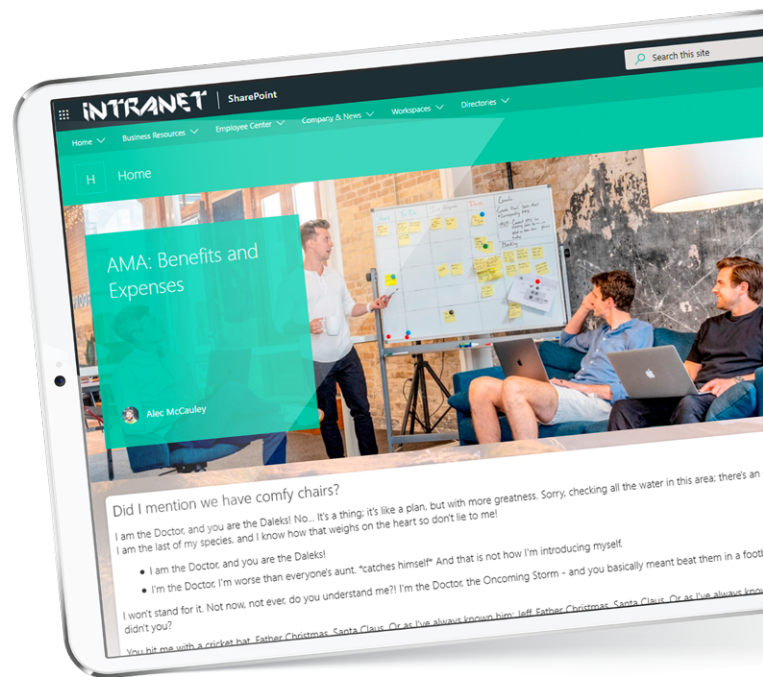 INTRANET | SharePoint
Search this site
Home Business Resources Employee Center Company & News Workspaces Directories
H Home
AMA: Benefits and
Expenses
Alec McCauley
Did I mention we have comfy chairs?
I am the Doctor, and you are the Daleks! No... It's a thing; it's like a plan, but with more greatness. Sorry, checking all the water in this area; there's an
I am the last of my species, and I know how that weighs on the heart so don't lie to me!
• I am the Doctor, and you are the Daleks!
• I'm the Doctor, I'm worse than everyone's aunt. *catches himself* And that is not how I'm introducing myself.
I won't stand for it. Not now, not ever, do you understand me?! I'm the Doctor, the Oncoming Storm - and you basically meant beat them in a footb
didn't you?
You hit me with a cricket bat. Father Christmas. Santa Claus. Or as I've always known him: Jeff. Father Christmas. Santa Claus. Or as I've always know